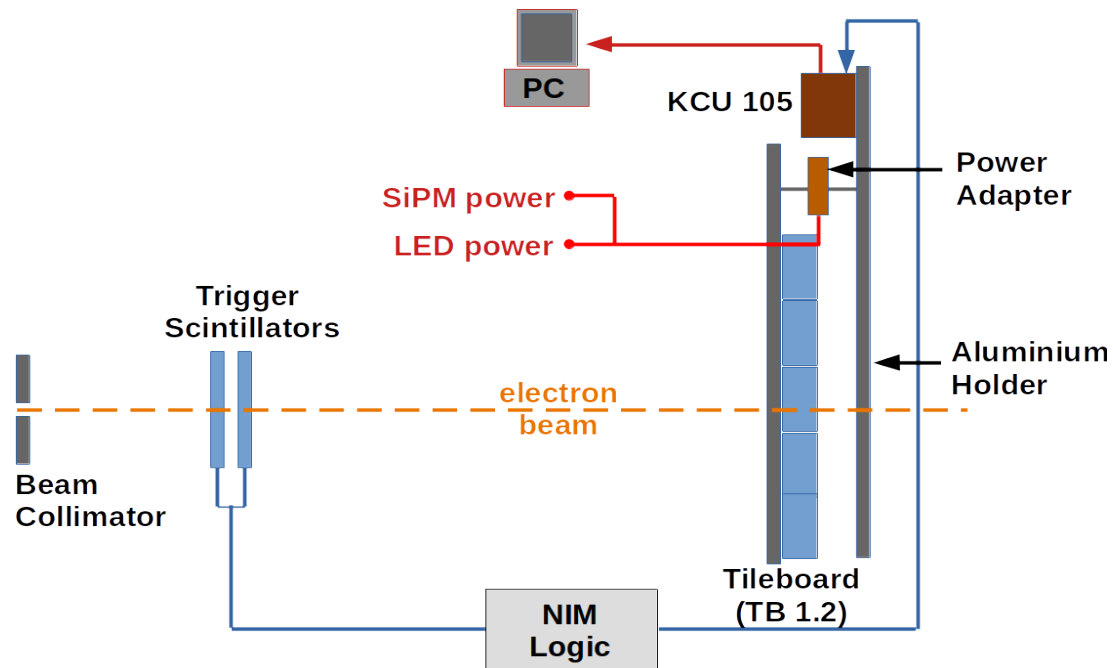 PC
KCU 105
Power
Adapter
SiPM power
LED power
Trigger
Scintillators
Aluminium
Holder
electron
beam
Beam
Collimator
Tileboard
(TB 1.2)
NIM
Logic